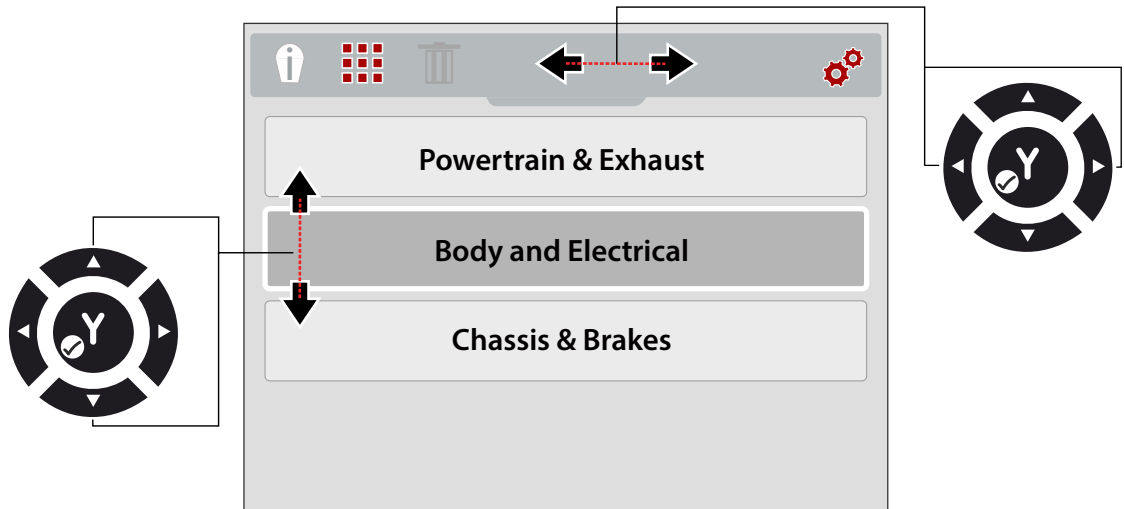 Powertrain & Exhaust
Y
Body and Electrical
Y
Chassis & Brakes